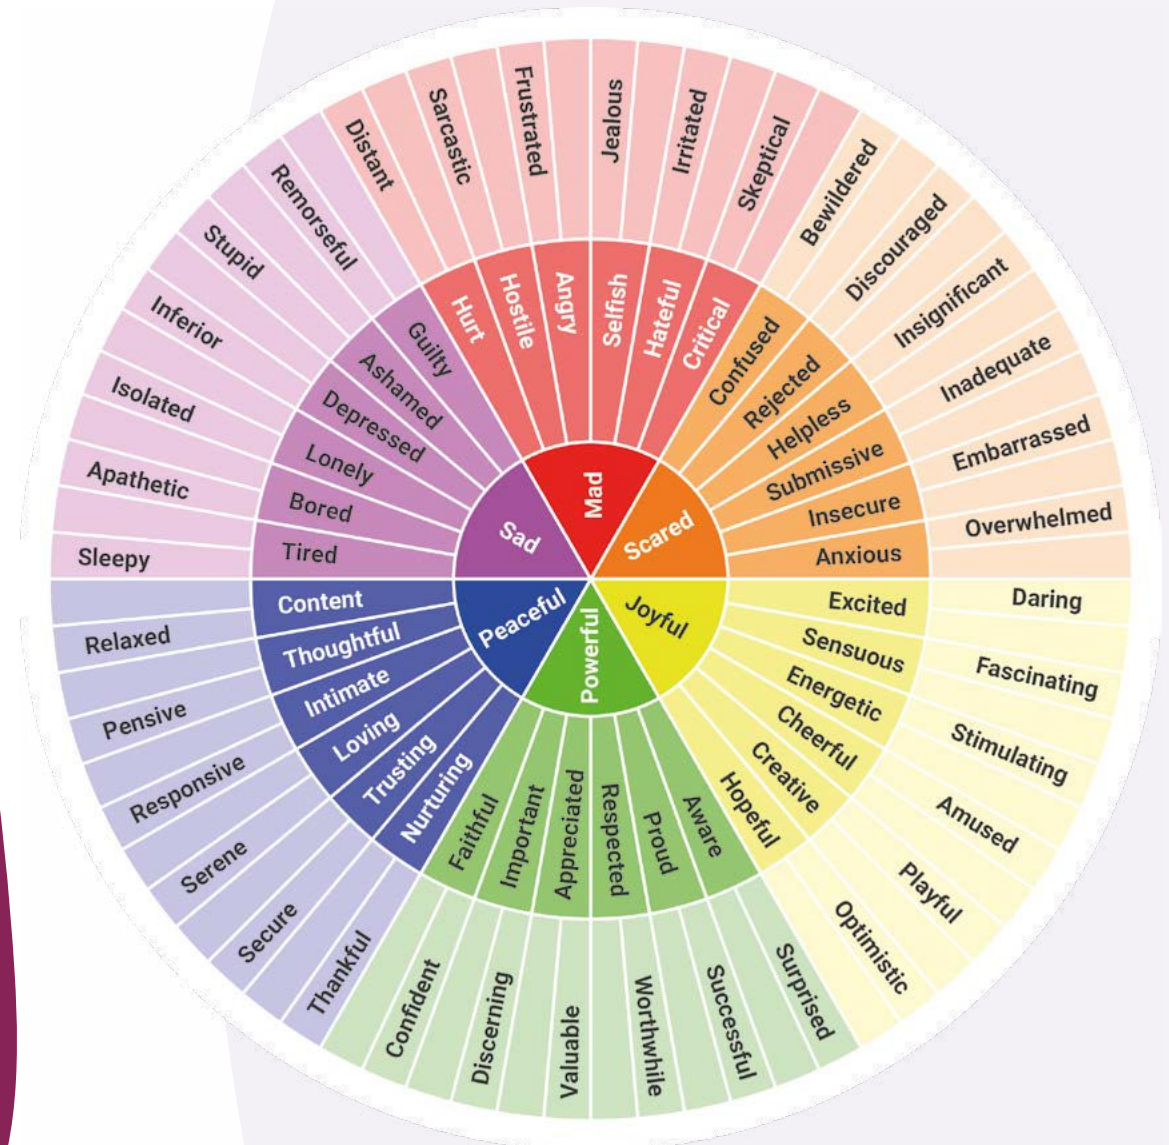 Mad
Scared
Joyful
Powerful
Peaceful
Sad
Hurt
Hostile
Angry
Selfish
Hateful
Critical
Confused
Rejected
Helpless
Submissive
Insecure
Anxious
Excited
Sensuous
Energetic
Cheerful
Creative
Hopeful
Aware
Proud
Respected
Appreciated
Important
Faithful
Nurturing
Trusting
Loving
Intimate
Thoughtful
Content
Tired
Bored
Lonely
Depressed
Ashamed
Guilty
Distant
Sarcastic
Frustrated
Jealous
Irritated
Skeptical
Bewildered
Discouraged
Insignificant
Inadequate
Embarrassed
Overwhelmed
Daring
Fascinating
Stimulating
Amused
Playful
Optimistic
Surprised
Successful
Worthwhile
Valuable
Discerning
Confident
Thankful
Secure
Serene
Responsive
Pensive
Relaxed
Sleepy
Apathetic
Isolated
Inferior
Stupid
Remorseful